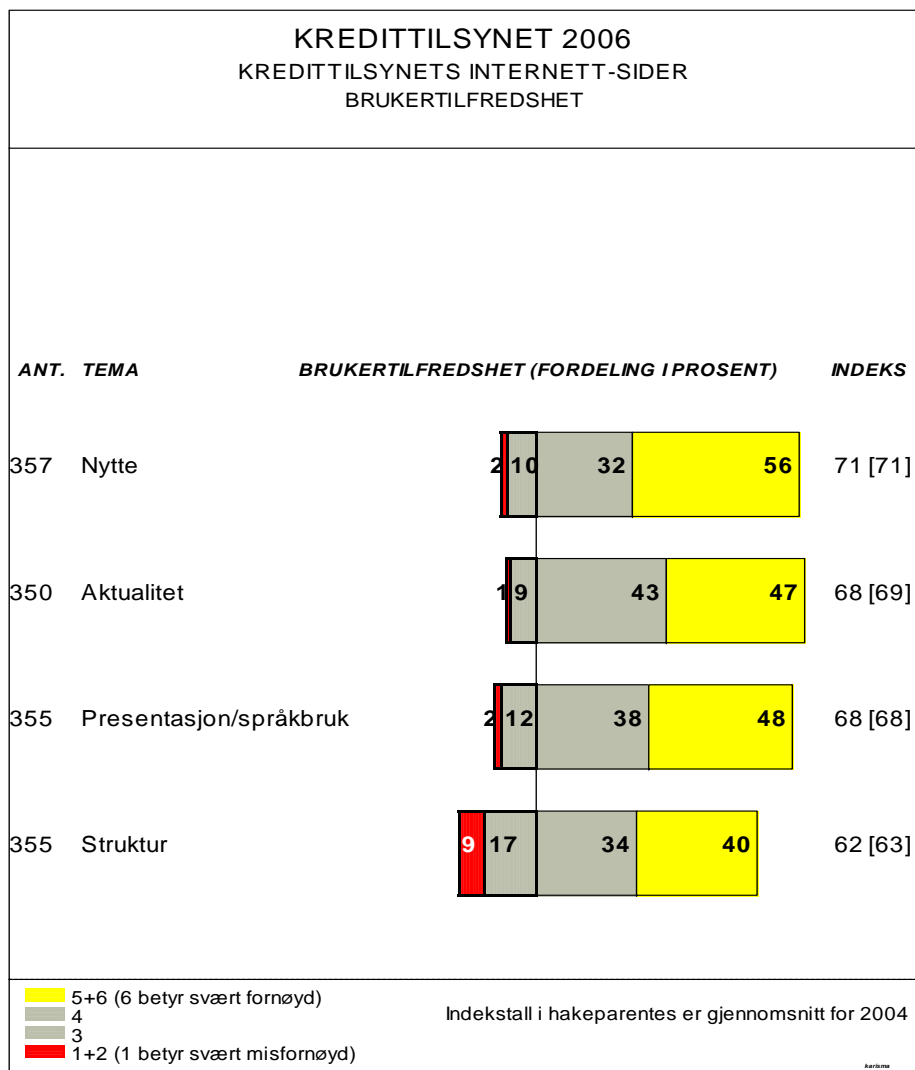 KREDITTILSYNET 2006
KREDITTILSYNETS INTERNETT-SIDER
BRUKERTILFREDSHET
ANT. TEMA BRUKERTILFREDSHET (FORDELING I PROSENT) INDEKS
357 Nytte 2 10 32 56 71 [71]
350 Aktualitet 1 9 43 47 68 [69]
355 Presentasjon/språkbruk 2 12 38 48 68 [68]
355 Struktur 9 17 34 40 62 [63]
5+6 (6 betyr svært fornøyd)
4
3
1+2 (1 betyr svært misfornøyd)
Indekstall i hakeparentes er gjennomsnitt for 2004
karisma